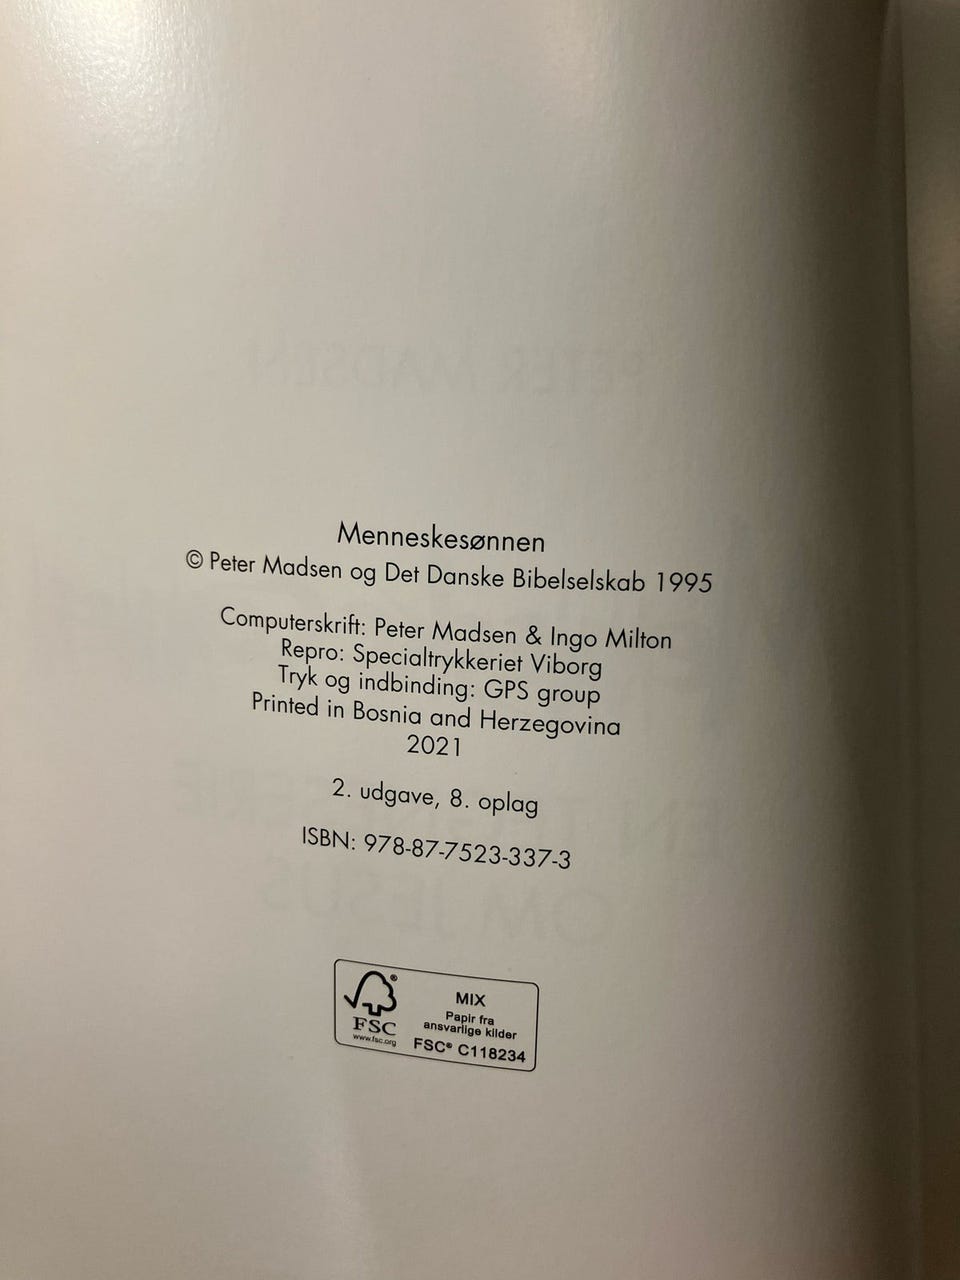 Menneskesønnen
© Peter Madsen og Det Danske Bibelselskab 1995
Computerskrift: Peter Madsen & Ingo Milton
Repro: Specialtrykkeriet Viborg
Tryk og indbinding: GPS group
Printed in Bosnia and Herzegovina
2021
2. udgave, 8. oplag
ISBN: 978-87-7523-337-3
FSC®
www.fsc.org
MIX
Papir fra
ansvarlige kilder
FSC® C118234